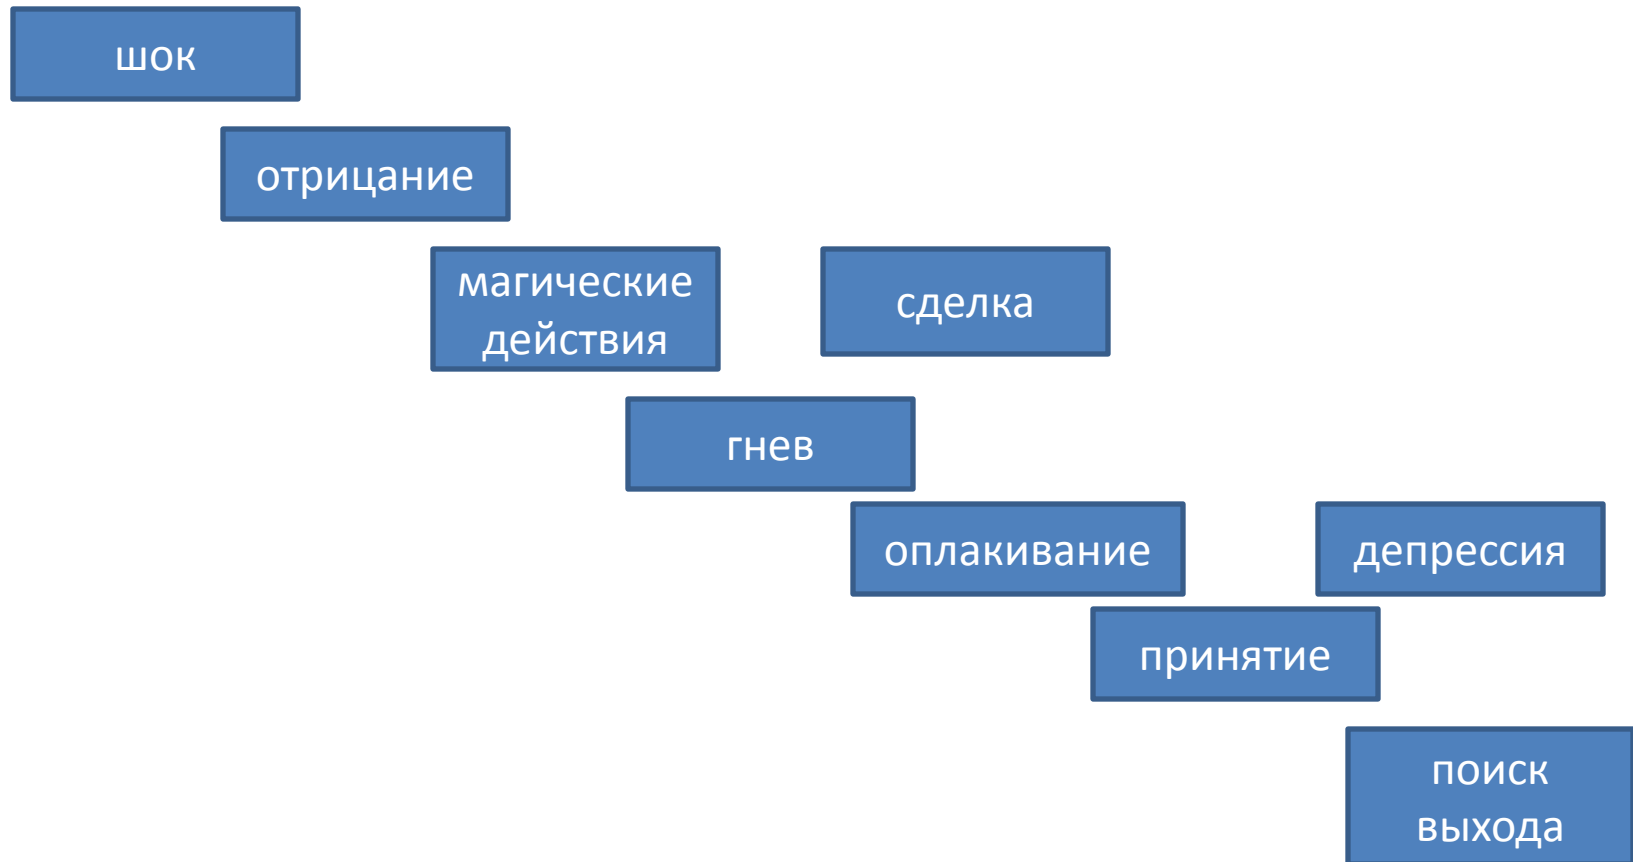 шок
отрицание
магические
действия
сделка
гнев
оплакивание
депрессия
принятие
поиск
выхода